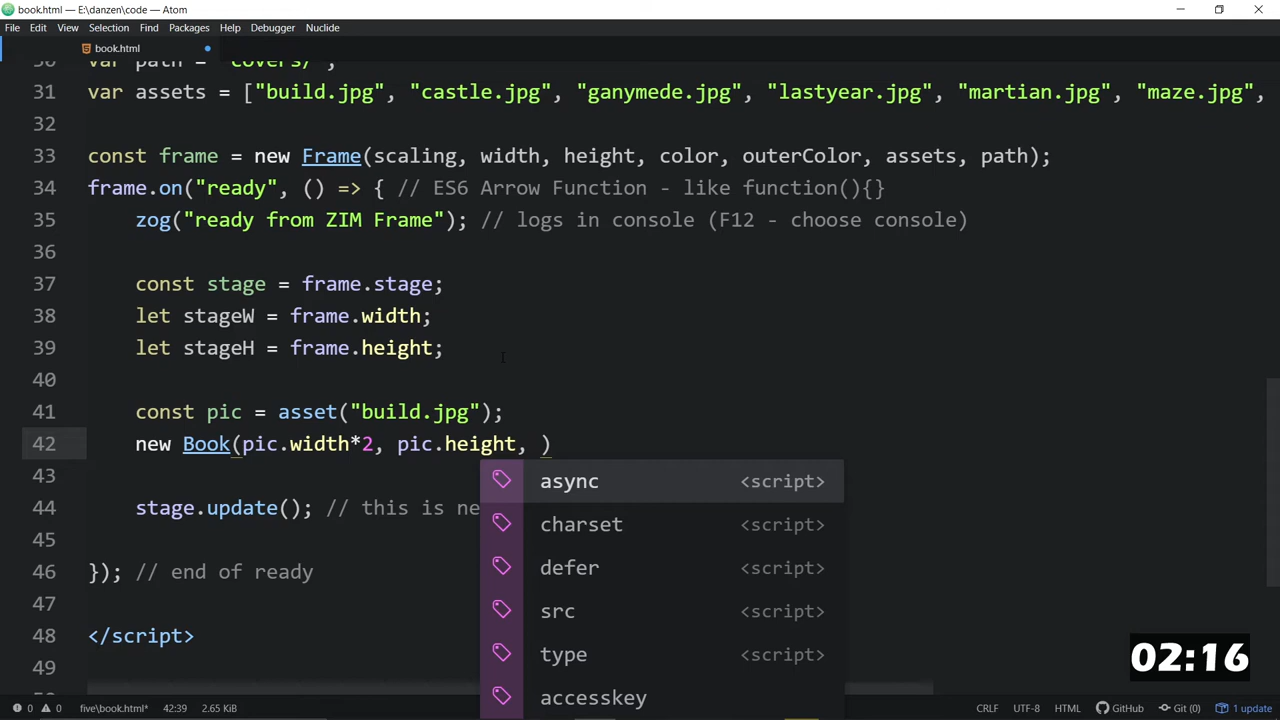 book.html — E:\danzen\code — Atom
File Edit View Selection Find Packages Help Debugger Nuclide
book.html
30 var path = "covers/";
31 var assets = ["build.jpg", "castle.jpg", "ganymede.jpg", "lastyear.jpg", "martian.jpg", "maze.jpg",
32
33 const frame = new Frame(scaling, width, height, color, outerColor, assets, path);
34 frame.on("ready", () => { // ES6 Arrow Function - like function(){}
35 zog("ready from ZIM Frame"); // logs in console (F12 - choose console)
36
37 const stage = frame.stage;
38 let stageW = frame.width;
39 let stageH = frame.height;
40
41 const pic = asset("build.jpg");
42 new Book(pic.width*2, pic.height, )
async <script>
43
charset <script>
44 stage.update(); // this is ne
45
defer <script>
46 }); // end of ready
47
src <script>
48 </script>
type <script>
49
accesskey
02:16
0 0 five\book.html* 42:39 2.65 KiB CRLF UTF-8 HTML GitHub Git (0) 1 update